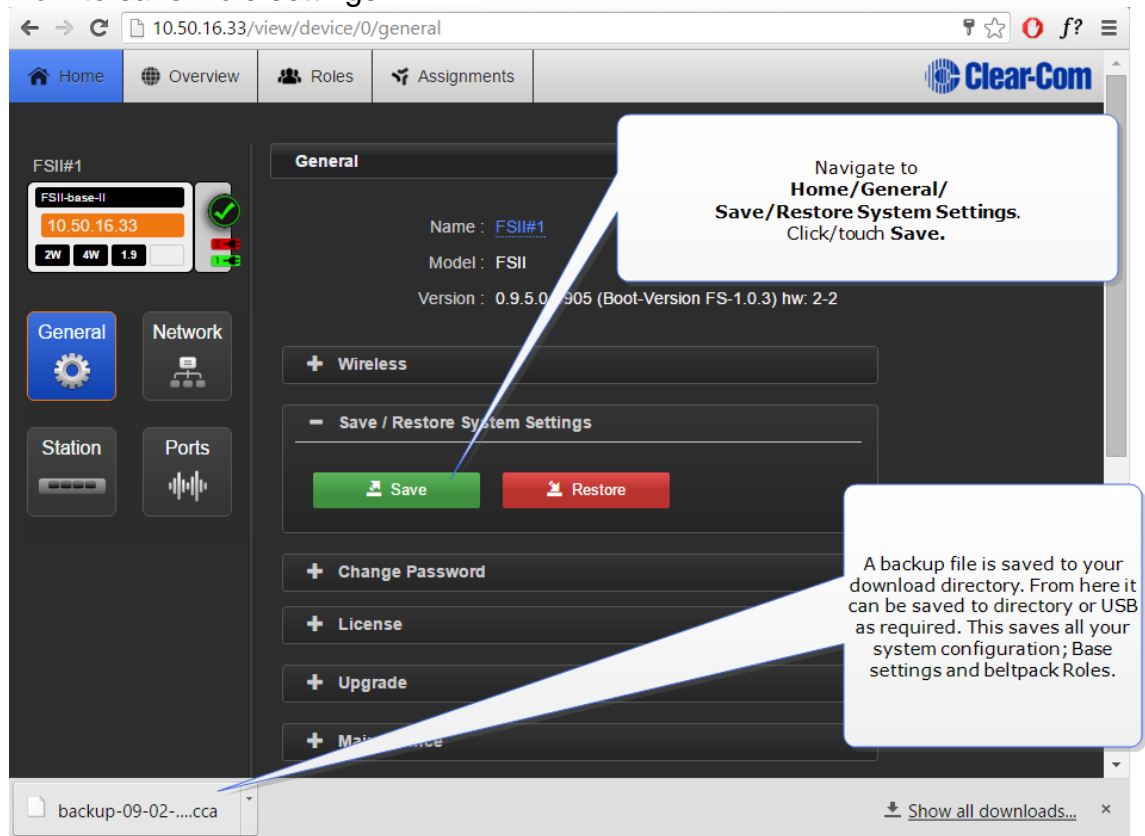 10.50.16.33/view/device/0/general
f?
Home
Overview
Roles
Assignments
Clear-Com
FSII#1
FSII-base-II
10.50.16.33
2W 4W 1.9
2
1
General
Network
Station
Ports
General
Name : FSII#1
Model : FSII
Version : 0.9.5.0 905 (Boot-Version FS-1.0.3) hw: 2-2
Wireless
Save / Restore System Settings
Save
Restore
Change Password
License
Upgrade
Navigate to
Home/General/
Save/Restore System Settings.
Click/touch Save.
A backup file is saved to your
download directory. From here it
can be saved to directory or USB
as required. This saves all your
system configuration; Base
settings and beltpack Roles.
backup-09-02-....cca
Show all downloads...